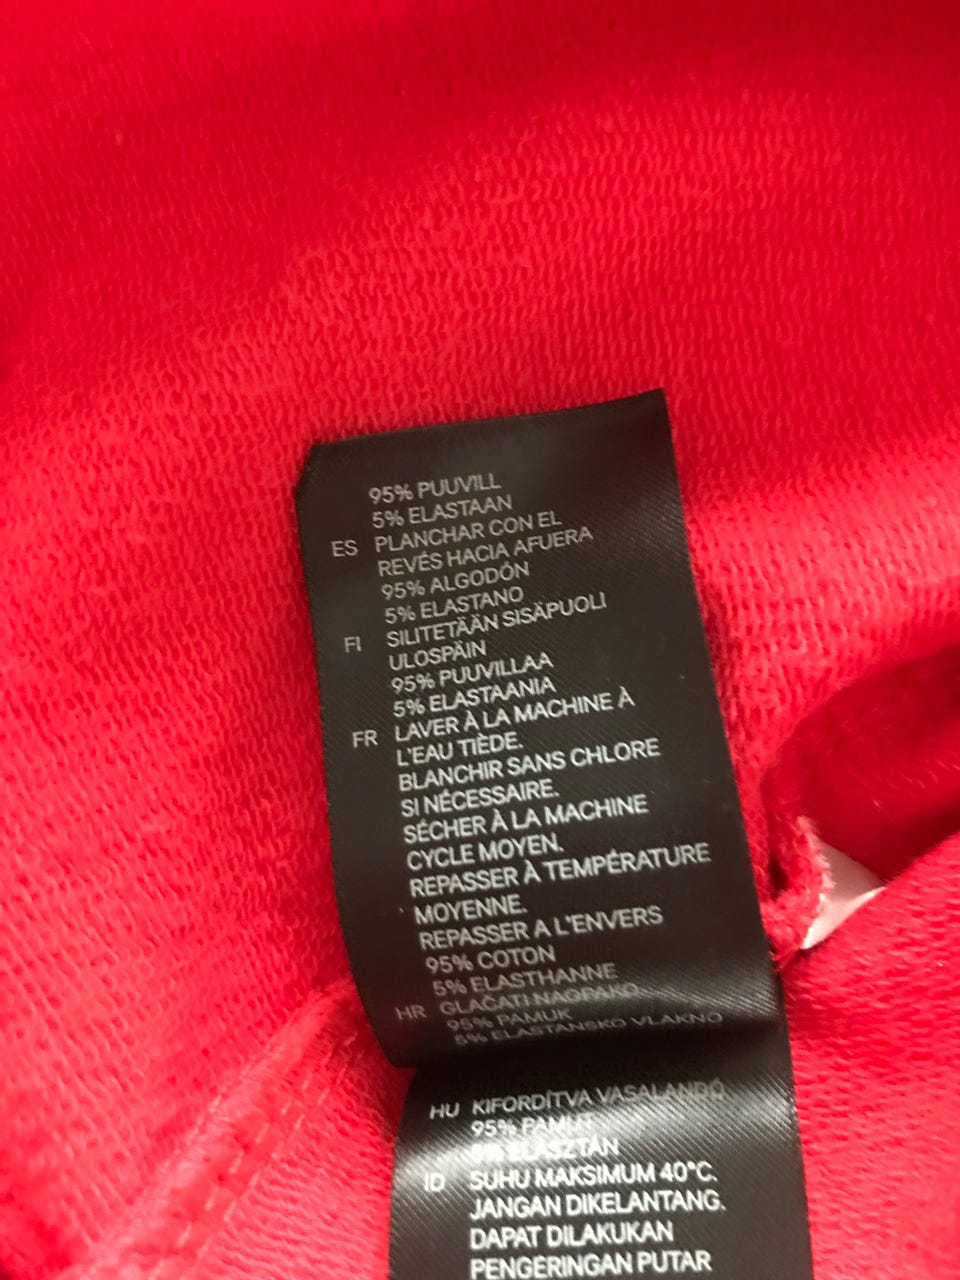 95% PUUVILL
5% ELASTAAN
ES PLANCHAR CON EL
REVÉS HACIA AFUERA
95% ALGODÓN
5% ELASTANO
FI SILITETÄÄN SISÄPUOLI
ULOSPÄIN
95% PUUVILLAA
5% ELASTAANIA
FR LAVER À LA MACHINE À
L'EAU TIÈDE.
BLANCHIR SANS CHLORE
SI NÉCESSAIRE.
SÉCHER À LA MACHINE
CYCLE MOYEN.
REPASSER À TEMPÉRATURE
MOYENNE.
REPASSER A L'ENVERS
95% COTON
5% ELASTHANNE
HR GLAČATI NAOPAKO
95% PAMUK
5% ELASTANSKO VLAKNO
HU KIFORDÍTVA VASALANDÓ
95% PAMUT
5% ELASZTÁN
ID SUHU MAKSIMUM 40°C.
JANGAN DIKELANTANG.
DAPAT DILAKUKAN
PENGERINGAN PUTAR